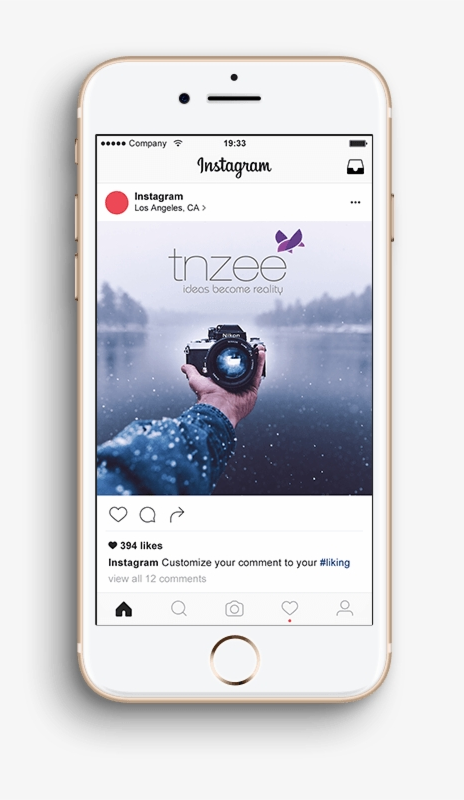 Company 19:33
Instagram
Instagram
Los Angeles, CA >
tnzee
ideas become reality
Nikon
394 likes
Instagram Customize your comment to your #liking
view all 12 comments